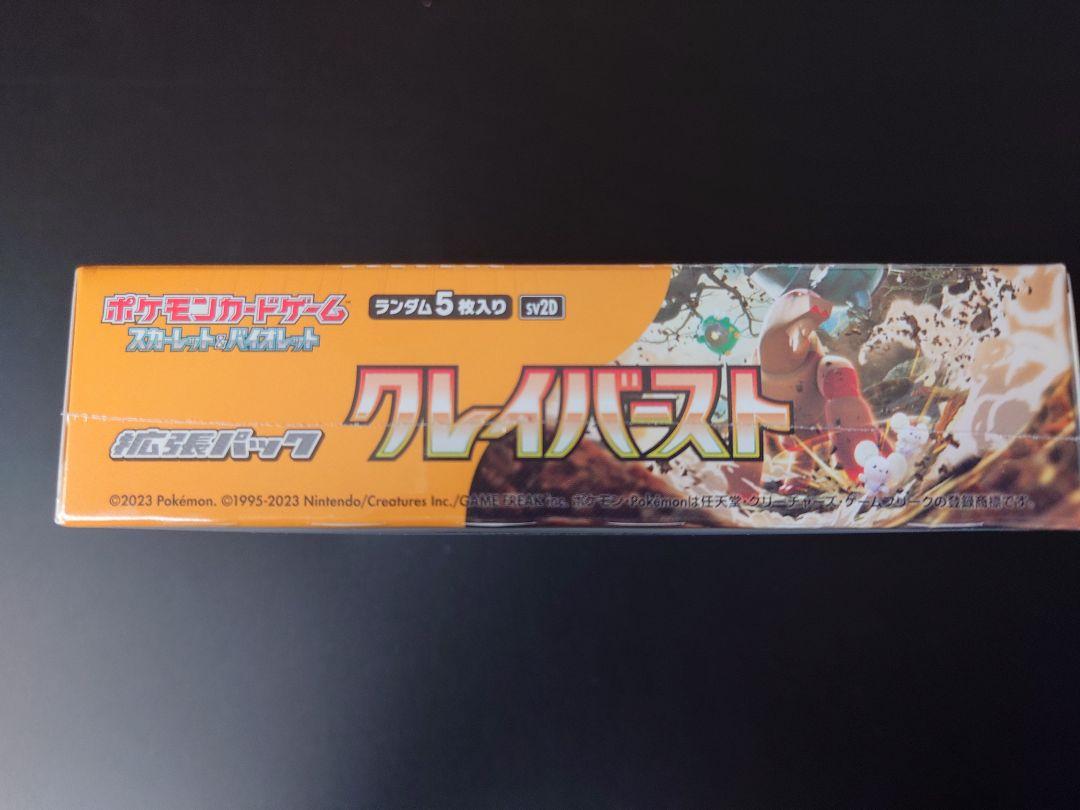 ポケモンカードゲーム™
スカーレット&バイオレット
ランダム5枚入り sv2D
クレイバースト
拡張パック
©2023 Pokémon. ©1995-2023 Nintendo/Creatures Inc./GAME FREAK inc. ポケモン・Pokémonは任天堂・クリーチャーズ・ゲームフリークの登録商標です。